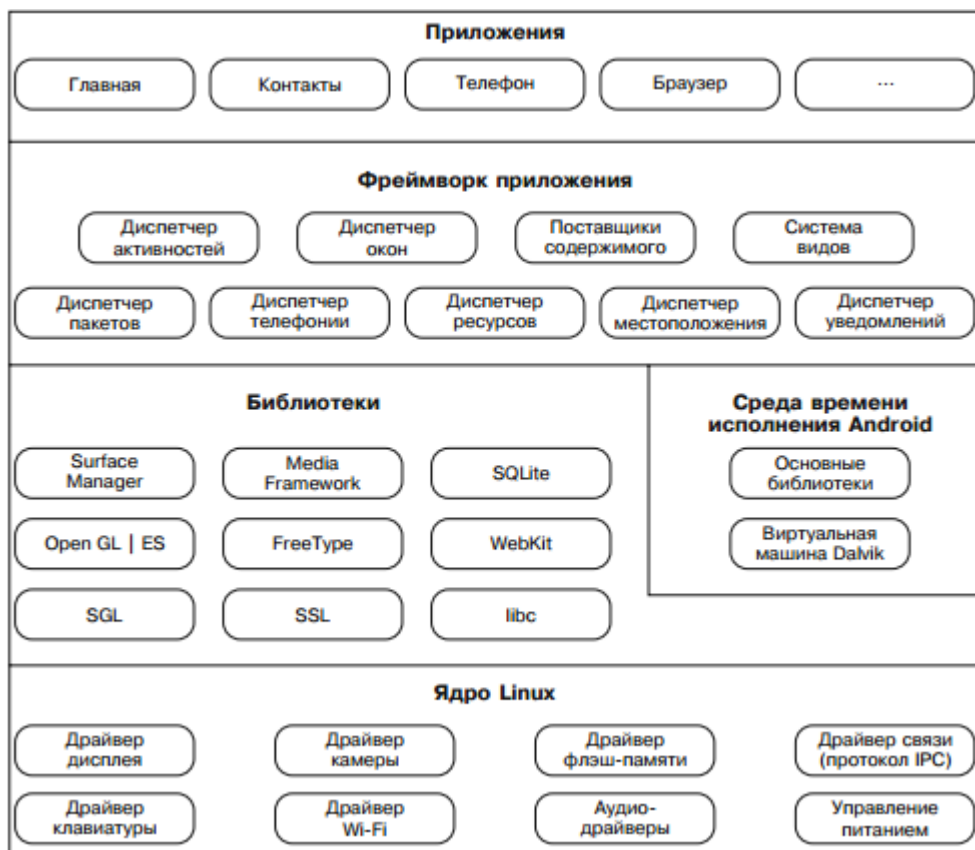 Приложения
Главная
Контакты
Телефон
Браузер
...
Фреймворк приложения
Диспетчер
активностей
Диспетчер
окон
Поставщики
содержимого
Система
видов
Диспетчер
пакетов
Диспетчер
телефонии
Диспетчер
ресурсов
Диспетчер
местоположения
Диспетчер
уведомлений
Библиотеки
Surface
Manager
Media
Framework
SQLite
Open GL | ES
FreeType
WebKit
SGL
SSL
libc
Среда времени
исполнения Android
Основные
библиотеки
Виртуальная
машина Dalvik
Ядро Linux
Драйвер
дисплея
Драйвер
камеры
Драйвер
флэш-памяти
Драйвер связи
(протокол IPC)
Драйвер
клавиатуры
Драйвер
Wi-Fi
Аудио-
драйверы
Управление
питанием